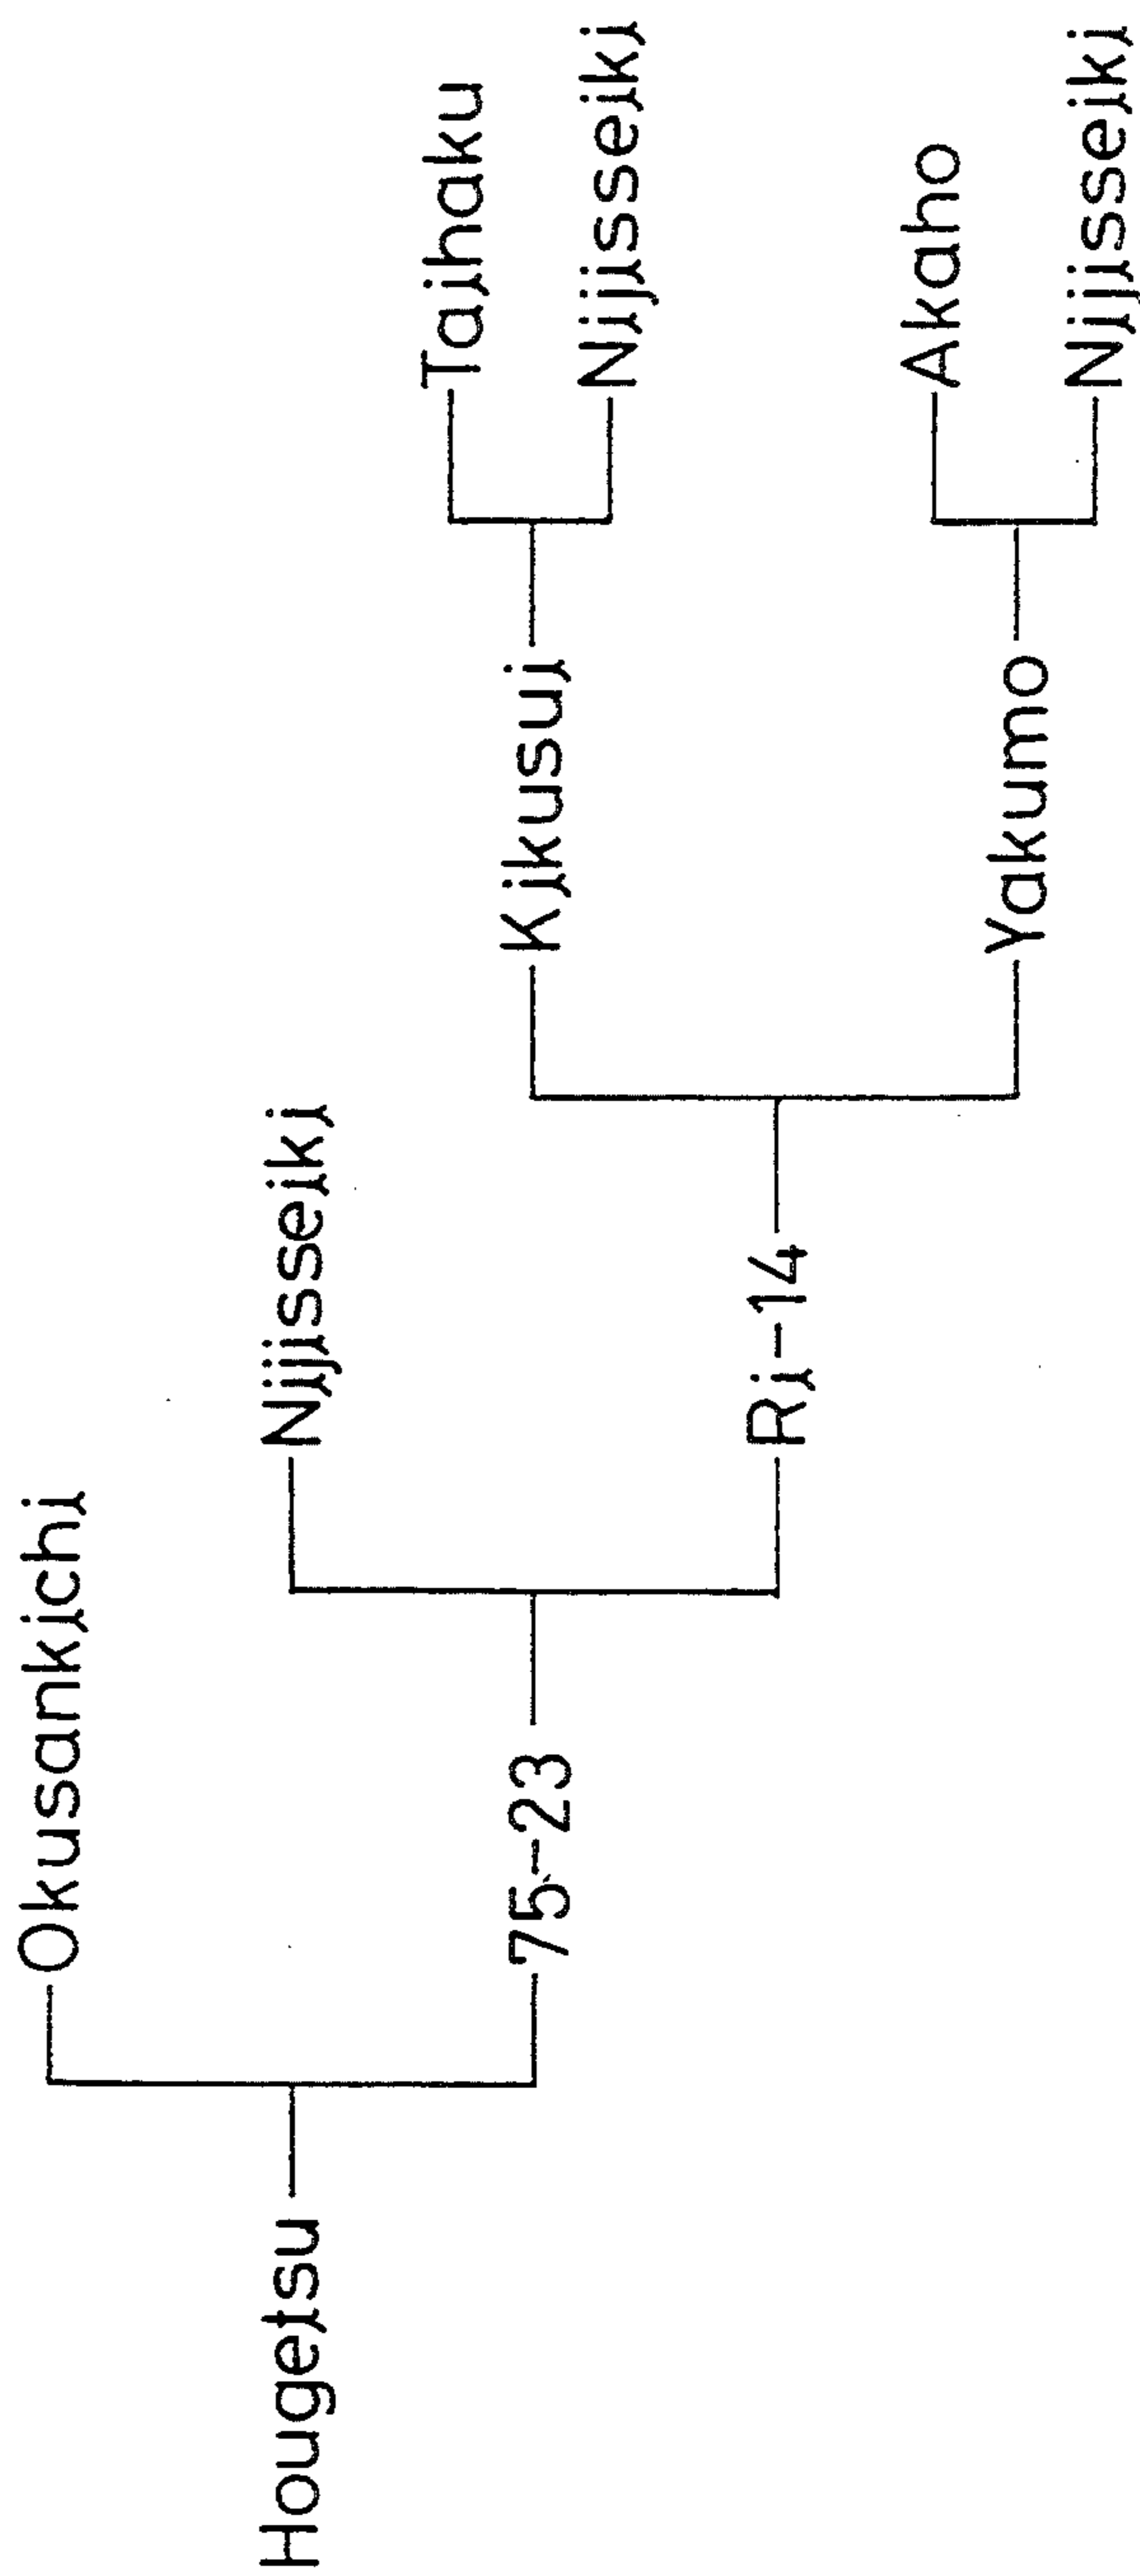 Hougetsu
Okusankichi
75-23
Nijisseiki
Ri-14
Kikusui
Yakumo
Taihaku
Nijisseiki
Akaho
Nijisseiki